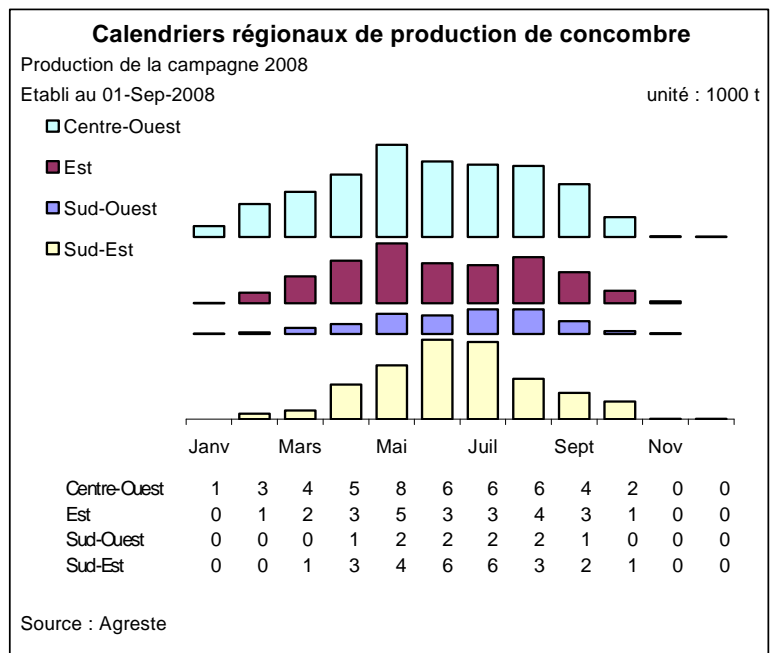 Calendriers régionaux de production de concombre
Production de la campagne 2008
Etabli au 01-Sep-2008 unité : 1000 t
Centre-Ouest
Est
Sud-Ouest
Sud-Est
Janv Mars Mai Juil Sept Nov
Centre-Ouest 1 3 4 5 8 6 6 6 4 2 0 0
Est 0 1 2 3 5 3 3 4 3 1 0 0
Sud-Ouest 0 0 0 1 2 2 2 2 1 0 0 0
Sud-Est 0 0 1 3 4 6 6 3 2 1 0 0
Source : Agreste